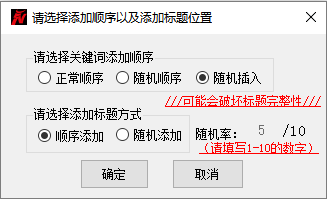 请选择添加顺序以及添加标题位置
请选择关键词添加顺序
正常顺序 随机顺序 随机插入
///可能会破坏标题完整性///
请选择添加标题方式
顺序添加 随机添加 随机率: 5 /10
(请填写1-10的数字)
确定 取消